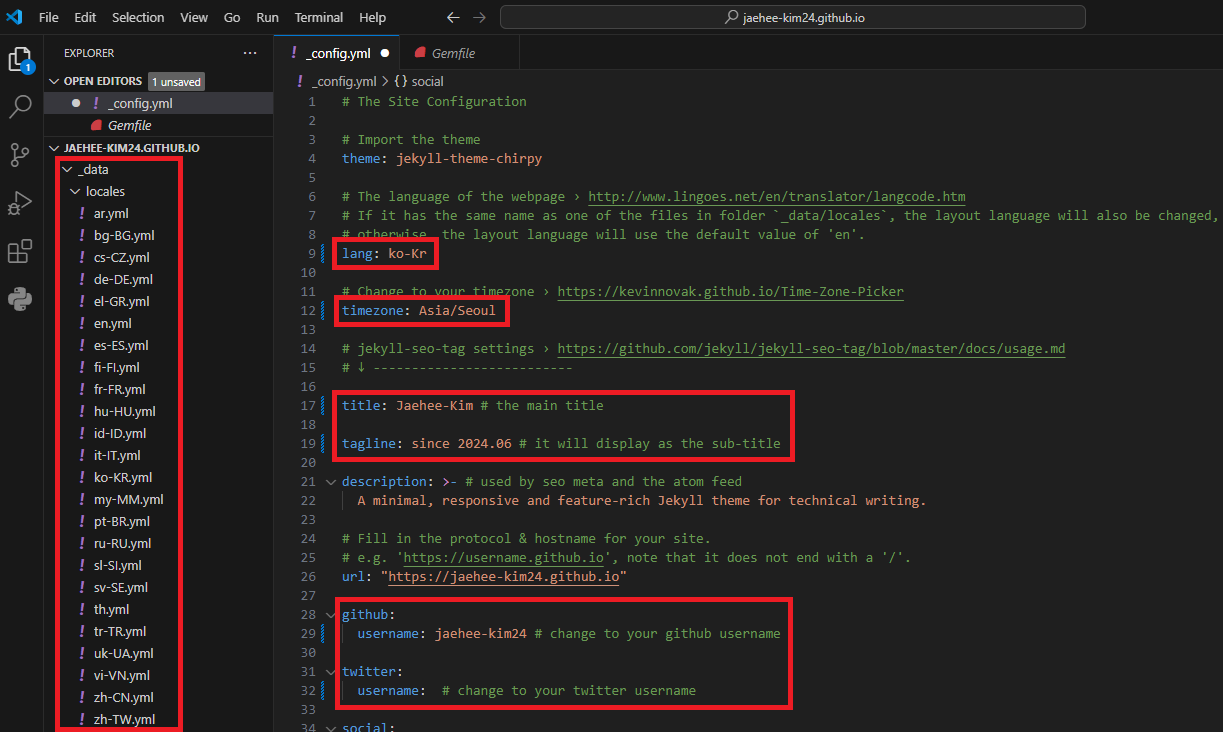 File Edit Selection View Go Run Terminal Help
jaehee-kim24.github.io
EXPLORER
OPEN EDITORS 1 unsaved
! _config.yml
Gemfile
JAEHEE-KIM24.GITHUB.IO
_data
locales
! ar.yml
! bg-BG.yml
! cs-CZ.yml
! de-DE.yml
! el-GR.yml
! en.yml
! es-ES.yml
! fi-FI.yml
! fr-FR.yml
! hu-HU.yml
! id-ID.yml
! it-IT.yml
! ko-KR.yml
! my-MM.yml
! pt-BR.yml
! ru-RU.yml
! sl-SI.yml
! sv-SE.yml
! th.yml
! tr-TR.yml
! uk-UA.yml
! vi-VN.yml
! zh-CN.yml
! zh-TW.yml
1
! _config.yml ● Gemfile
! _config.yml > {} social
1 # The Site Configuration
2
3 # Import the theme
4 theme: jekyll-theme-chirpy
5
6 # The language of the webpage › http://www.lingoes.net/en/translator/langcode.htm
7 # If it has the same name as one of the files in folder `_data/locales`, the layout language will also be changed,
8 # otherwise, the layout language will use the default value of 'en'.
9 lang: ko-Kr
10
11 # Change to your timezone › https://kevinnovak.github.io/Time-Zone-Picker
12 timezone: Asia/Seoul
13
14 # jekyll-seo-tag settings › https://github.com/jekyll/jekyll-seo-tag/blob/master/docs/usage.md
15 # ↓ --------------------------
16
17 title: Jaehee-Kim # the main title
18
19 tagline: since 2024.06 # it will display as the sub-title
20
21 description: >- # used by seo meta and the atom feed
22 A minimal, responsive and feature-rich Jekyll theme for technical writing.
23
24 # Fill in the protocol & hostname for your site.
25 # e.g. 'https://username.github.io', note that it does not end with a '/'.
26 url: "https://jaehee-kim24.github.io"
27
28 github:
29 username: jaehee-kim24 # change to your github username
30
31 twitter:
32 username: # change to your twitter username
33
34 social: